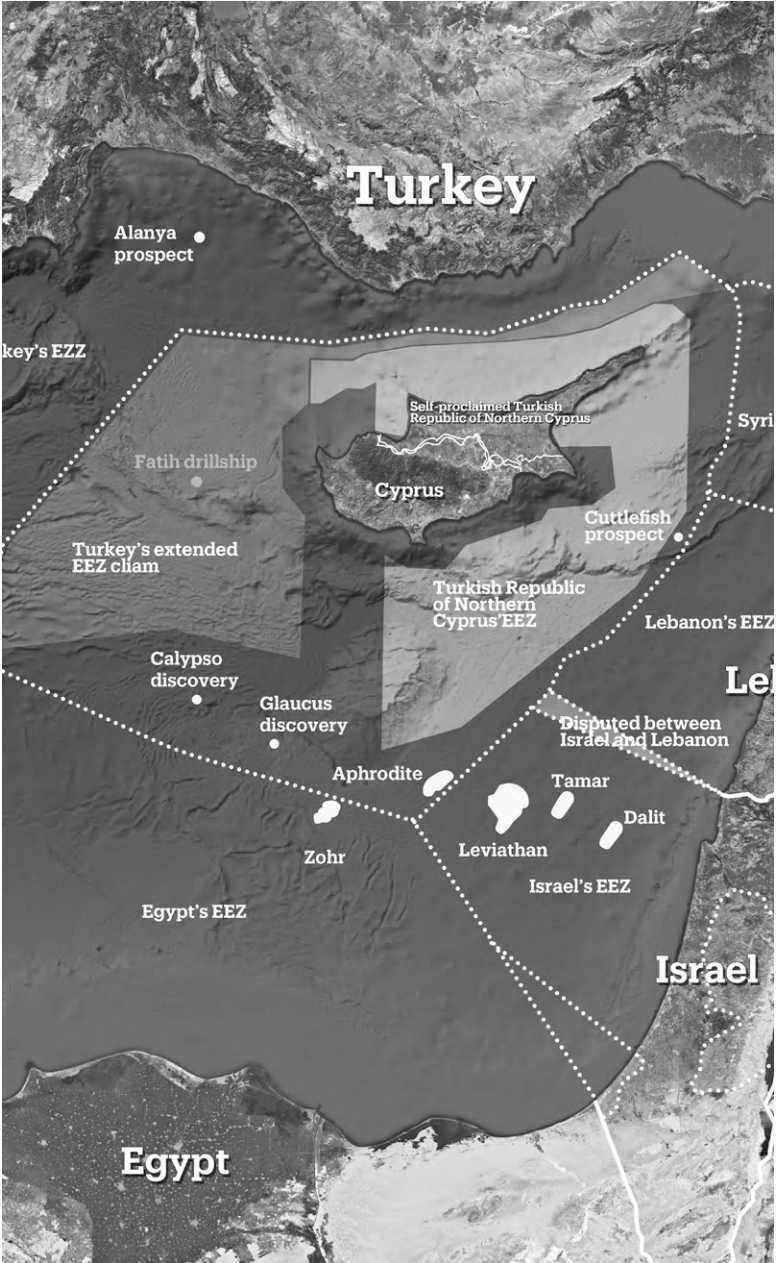 Turkey
Alanya
prospect
key's EZZ
Self-proclaimed Turkish
Republic of Northern Cyprus
Syri
Fatih drillship
Cyprus
Cuttlefish
prospect
Turkey's extended
EEZ cliam
Turkish Republic
of Northern
Cyprus'EEZ
Lebanon's EEZ
Calypso
discovery
Leb
Glaucus
discovery
Disputed between
Israel and Lebanon
Aphrodite
Tamar
Dalit
Leviathan
Zohr
Israel's EEZ
Egypt's EEZ
Israel
Egypt